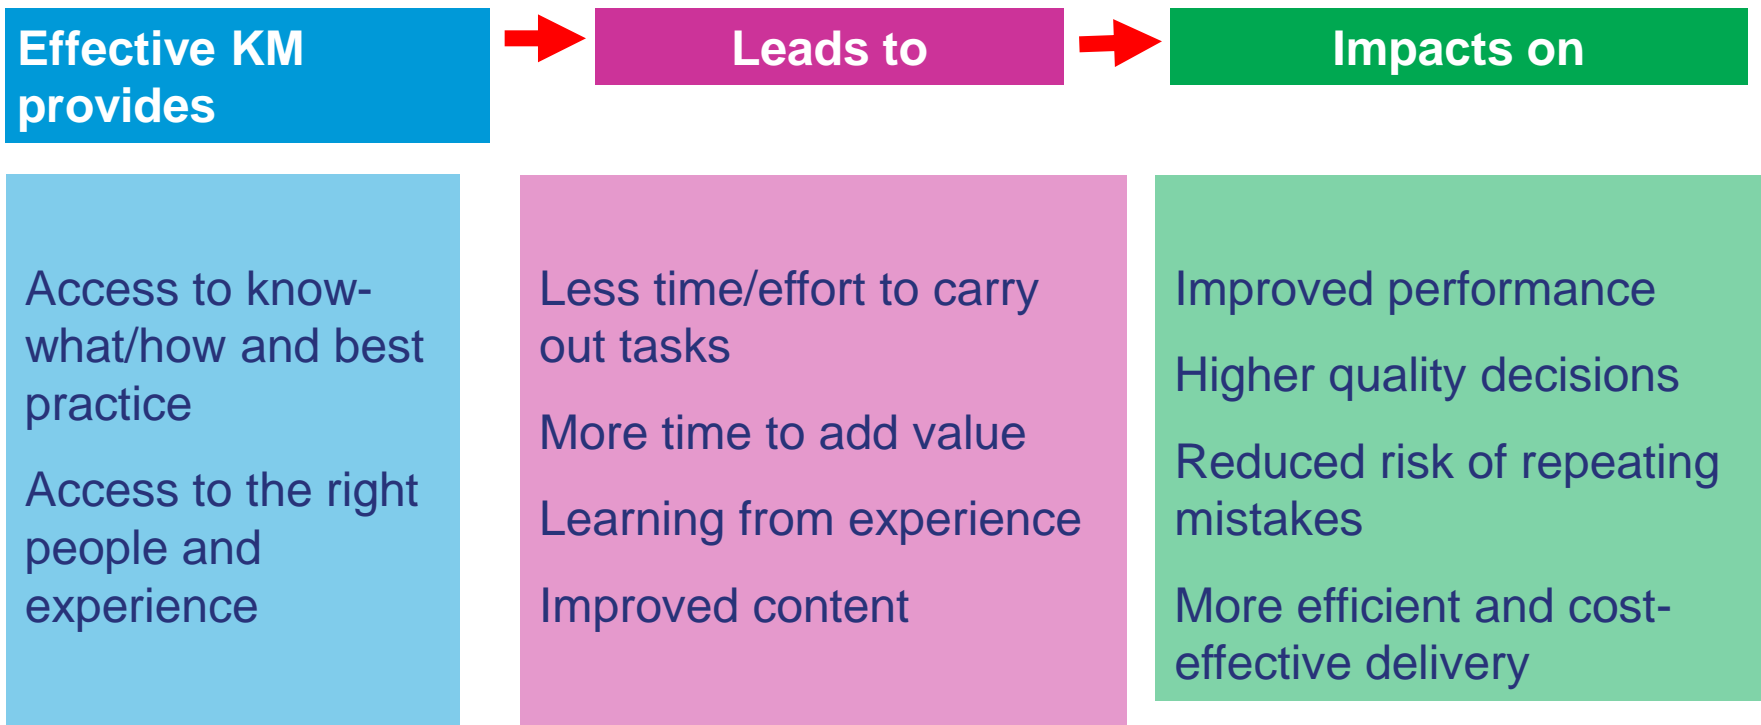 Effective KM
provides
Leads to
Impacts on
Access to know-
what/how and best
practice
Access to the right
people and
experience
Less time/effort to carry
out tasks
More time to add value
Learning from experience
Improved content
Improved performance
Higher quality decisions
Reduced risk of repeating
mistakes
More efficient and cost-
effective delivery